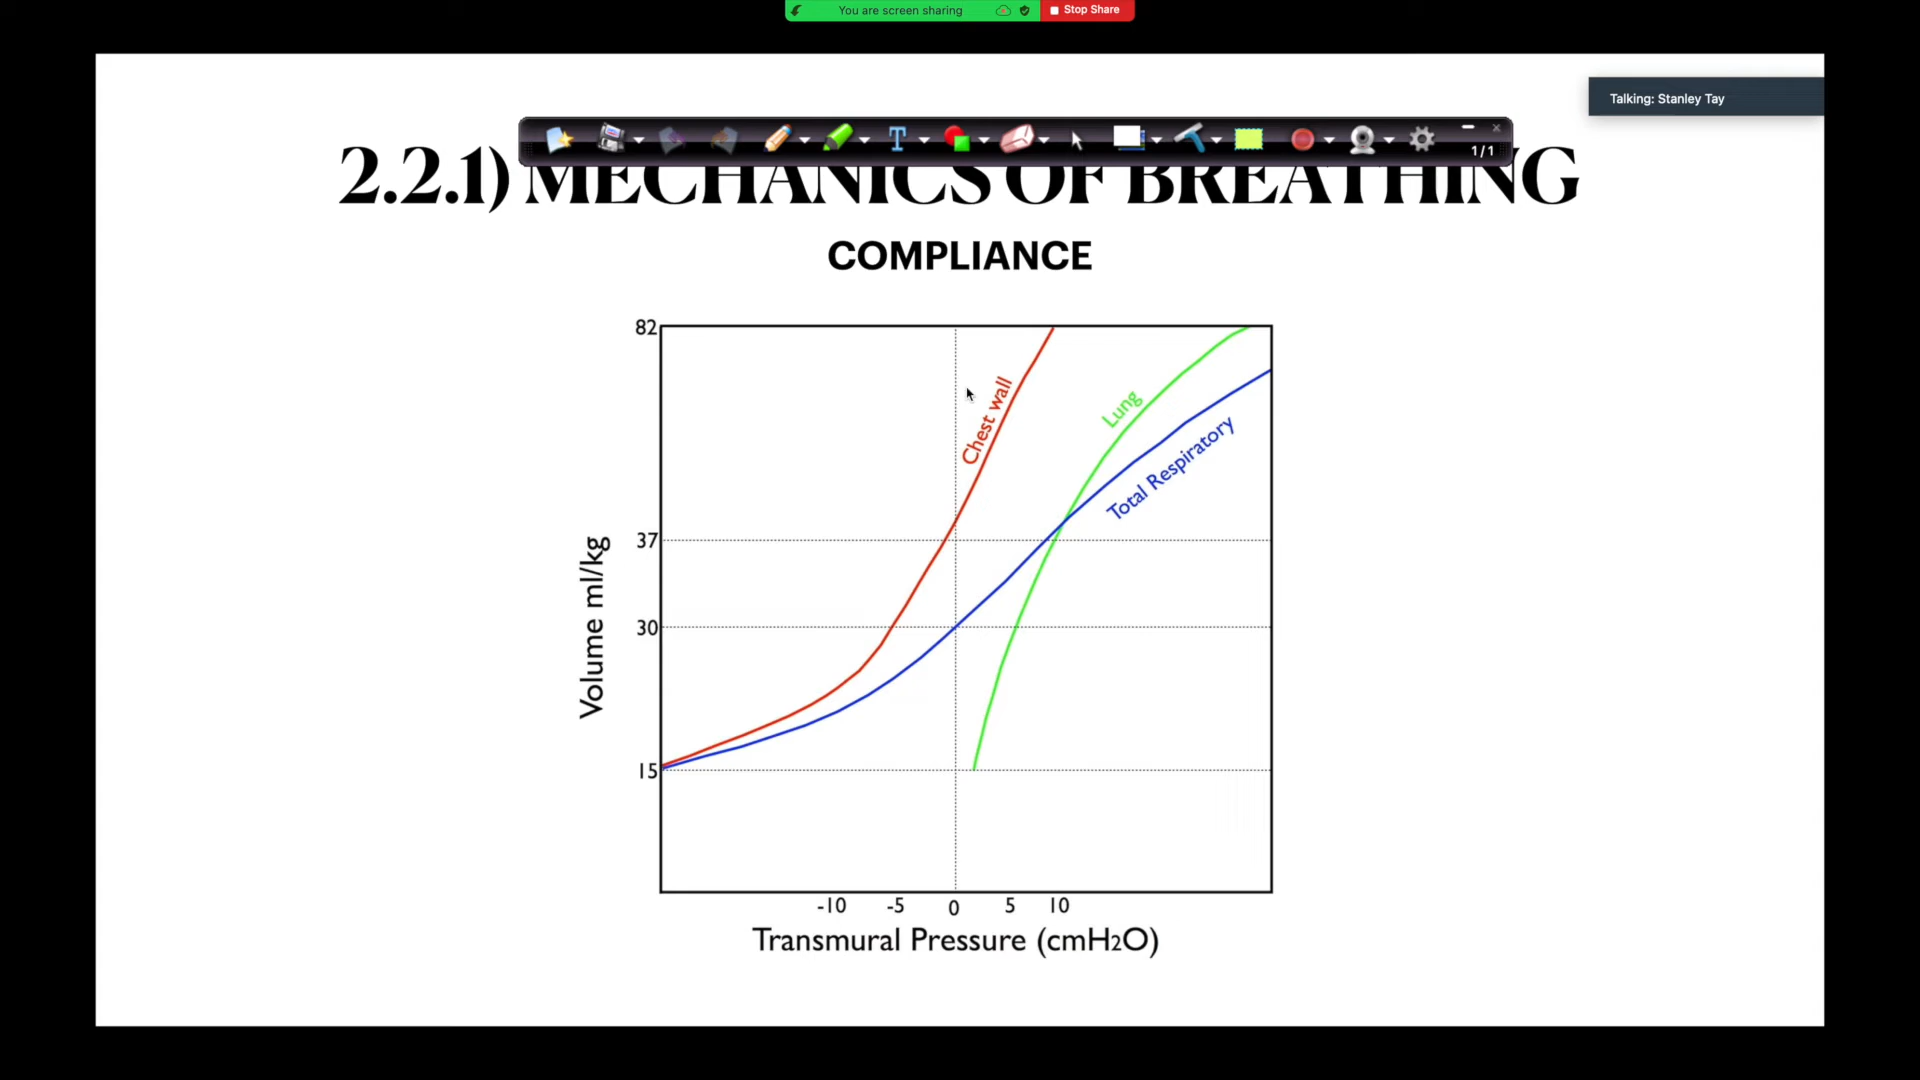 You are screen sharing
Stop Share
Talking: Stanley Tay
1/1
2.2.1) MECHANICS OF BREATHING
COMPLIANCE
82
37
30
15
Volume ml/kg
Chest wall
Lung
Total Respiratory
-10 -5 0 5 10
Transmural Pressure (cmH2O)